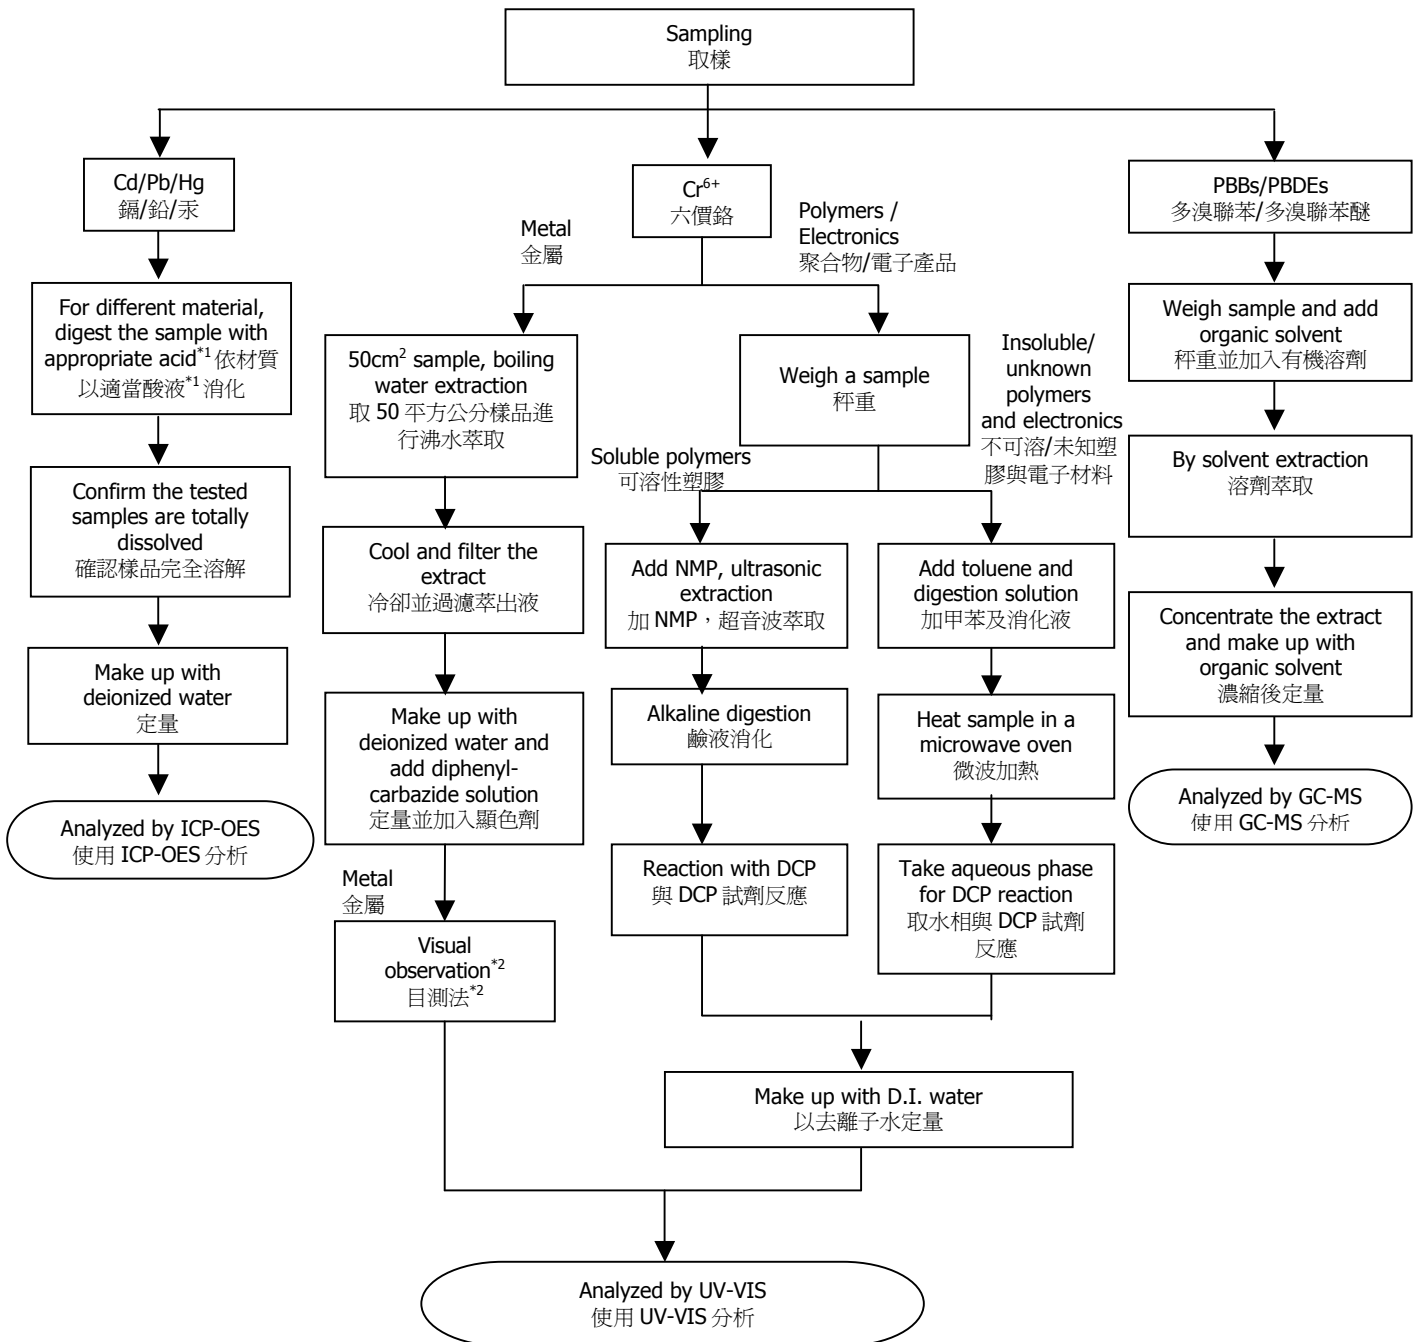 Sampling
取樣
Cd/Pb/Hg
鎘/鉛/汞
For different material,
digest the sample with
appropriate acid*1 依材質
以適當酸液*1 消化
Confirm the tested
samples are totally
dissolved
確認樣品完全溶解
Make up with
deionized water
定量
Analyzed by ICP-OES
使用 ICP-OES 分析
Cr6+
六價鉻
Metal
金屬
Polymers /
Electronics
聚合物/電子產品
50cm2 sample, boiling
water extraction
取 50 平方公分樣品進
行沸水萃取
Cool and filter the
extract
冷卻並過濾萃出液
Make up with
deionized water and
add diphenyl-
carbazide solution
定量並加入顯色劑
Metal
金屬
Visual
observation*2
目測法*2
Weigh a sample
秤重
Soluble polymers
可溶性塑膠
Insoluble/
unknown
polymers
and electronics
不可溶/未知塑
膠與電子材料
Add NMP, ultrasonic
extraction
加 NMP，超音波萃取
Alkaline digestion
鹼液消化
Reaction with DCP
與 DCP 試劑反應
Add toluene and
digestion solution
加甲苯及消化液
Heat sample in a
microwave oven
微波加熱
Take aqueous phase
for DCP reaction
取水相與 DCP 試劑
反應
Make up with D.I. water
以去離子水定量
Analyzed by UV-VIS
使用 UV-VIS 分析
PBBs/PBDEs
多溴聯苯/多溴聯苯醚
Weigh sample and add
organic solvent
秤重並加入有機溶劑
By solvent extraction
溶劑萃取
Concentrate the extract
and make up with
organic solvent
濃縮後定量
Analyzed by GC-MS
使用 GC-MS 分析